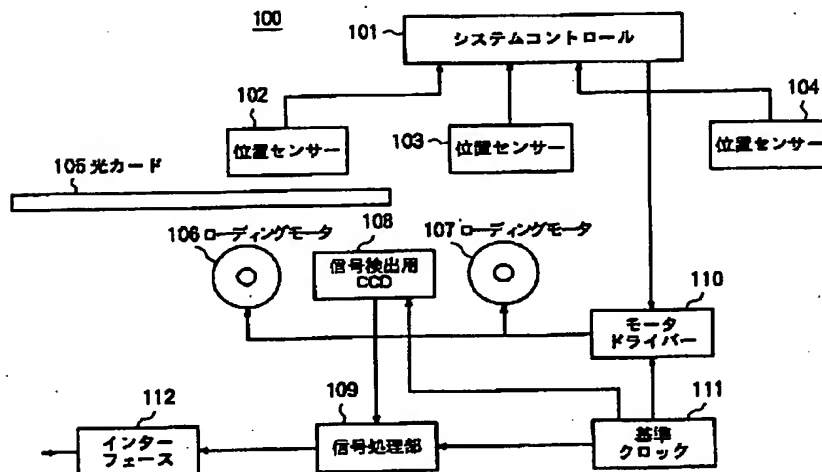 100
101
システムコントロール
102
位置センサー
103
位置センサー
104
位置センサー
105 光カード
106 ローディングモータ
108
信号検出用
CCD
107 ローディングモータ
110
モータ
ドライバー
112
インター
フェース
109
信号処理部
111
基準
クロック